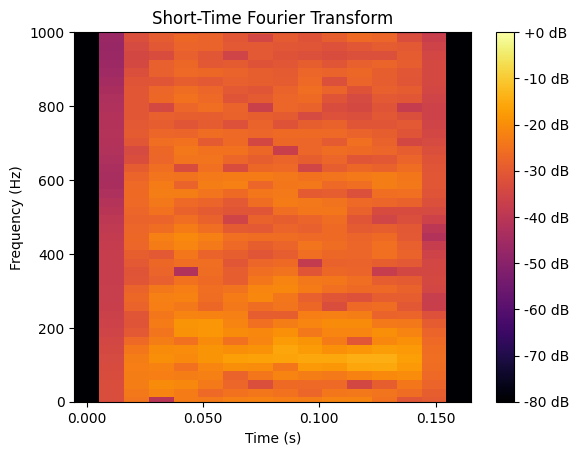 Short-Time Fourier Transform
1000
800
600
400
200
0
Frequency (Hz)
0.000
0.050
0.100
0.150
Time (s)
+0 dB
-10 dB
-20 dB
-30 dB
-40 dB
-50 dB
-60 dB
-70 dB
-80 dB